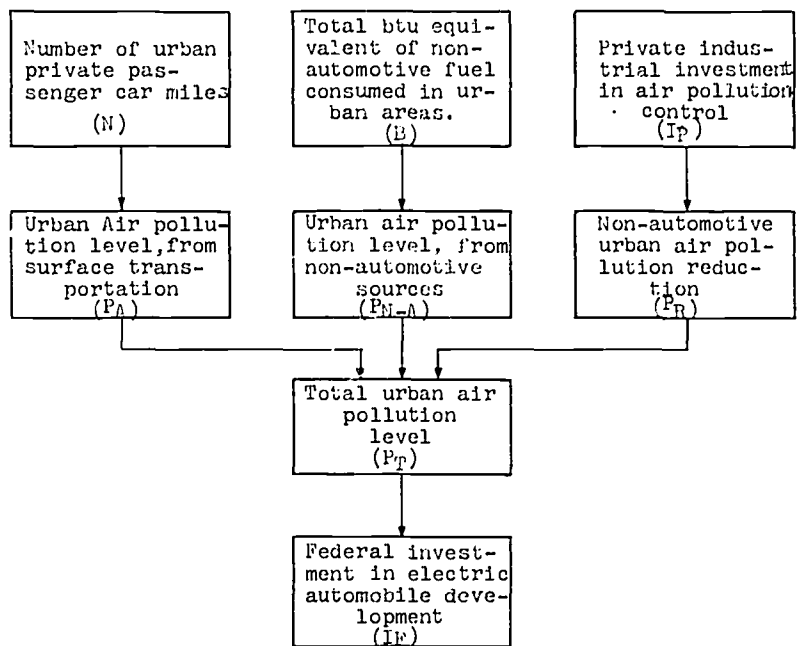 Number of urban
private pas-
senger car miles
(N)
Total btu equi-
valent of non-
automotive fuel
consumed in ur-
ban areas.
(B)
Private indus-
trial investment
in air pollution
control
(IP)
Urban Air pollu-
tion level, from
surface trans-
portation
(PA)
Urban air pollu-
tion level, from
non-automotive
sources
(PN-A)
Non-automotive
urban air pol-
lution reduc-
tion
(PR)
Total urban air
pollution
level
(PT)
Federal invest-
ment in electric
automobile deve-
lopment
(IF)